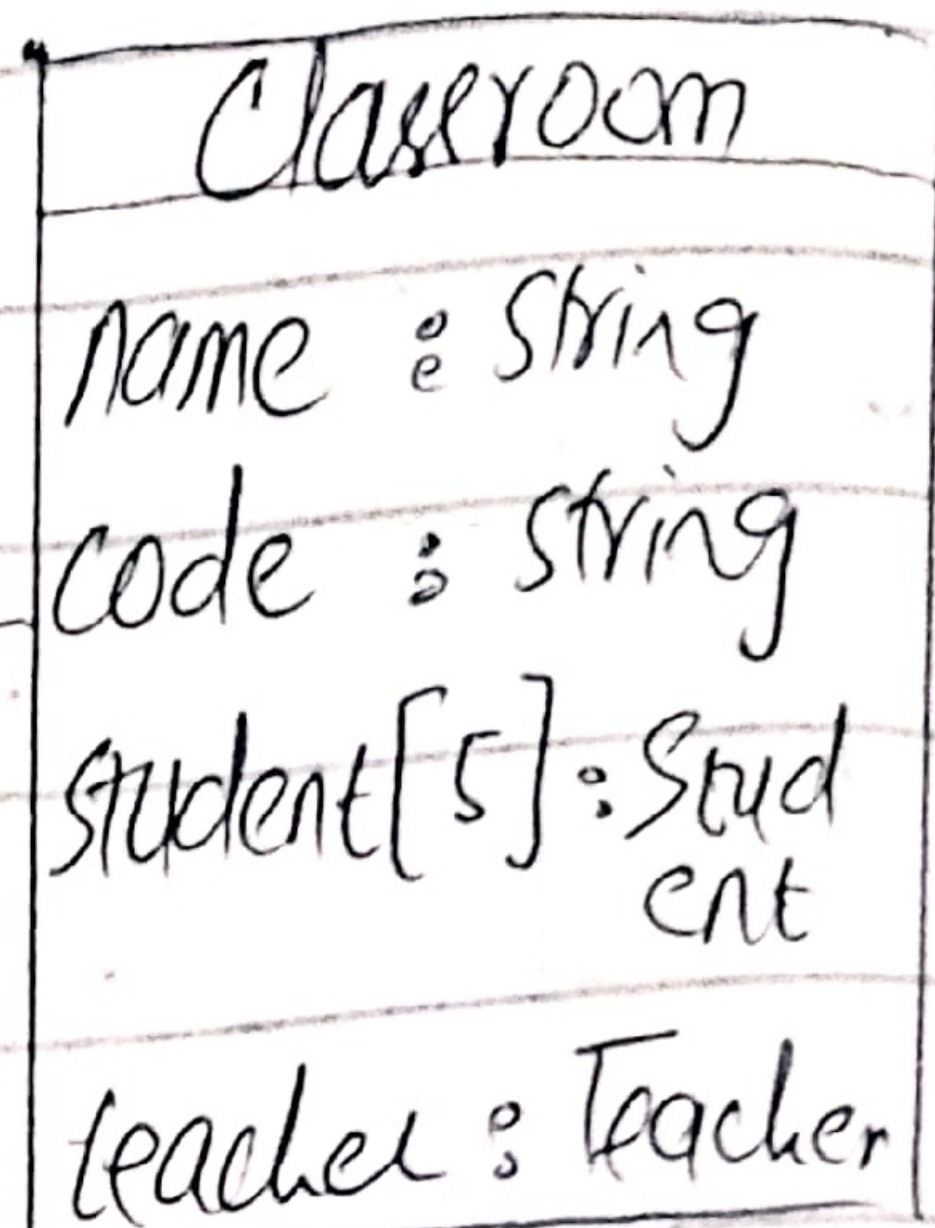 Classroom
name : String
code : String
student[5] : Stud
ent
teacher : Teacher